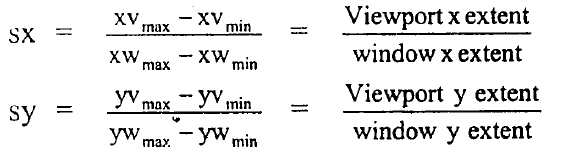 sx = (xv_max – xv_min) / (xw_max – xw_min) = Viewport x extent / window x extent
sy = (yv_max – yv_min) / (yw_max – yw_min) = Viewport y extent / window y extent